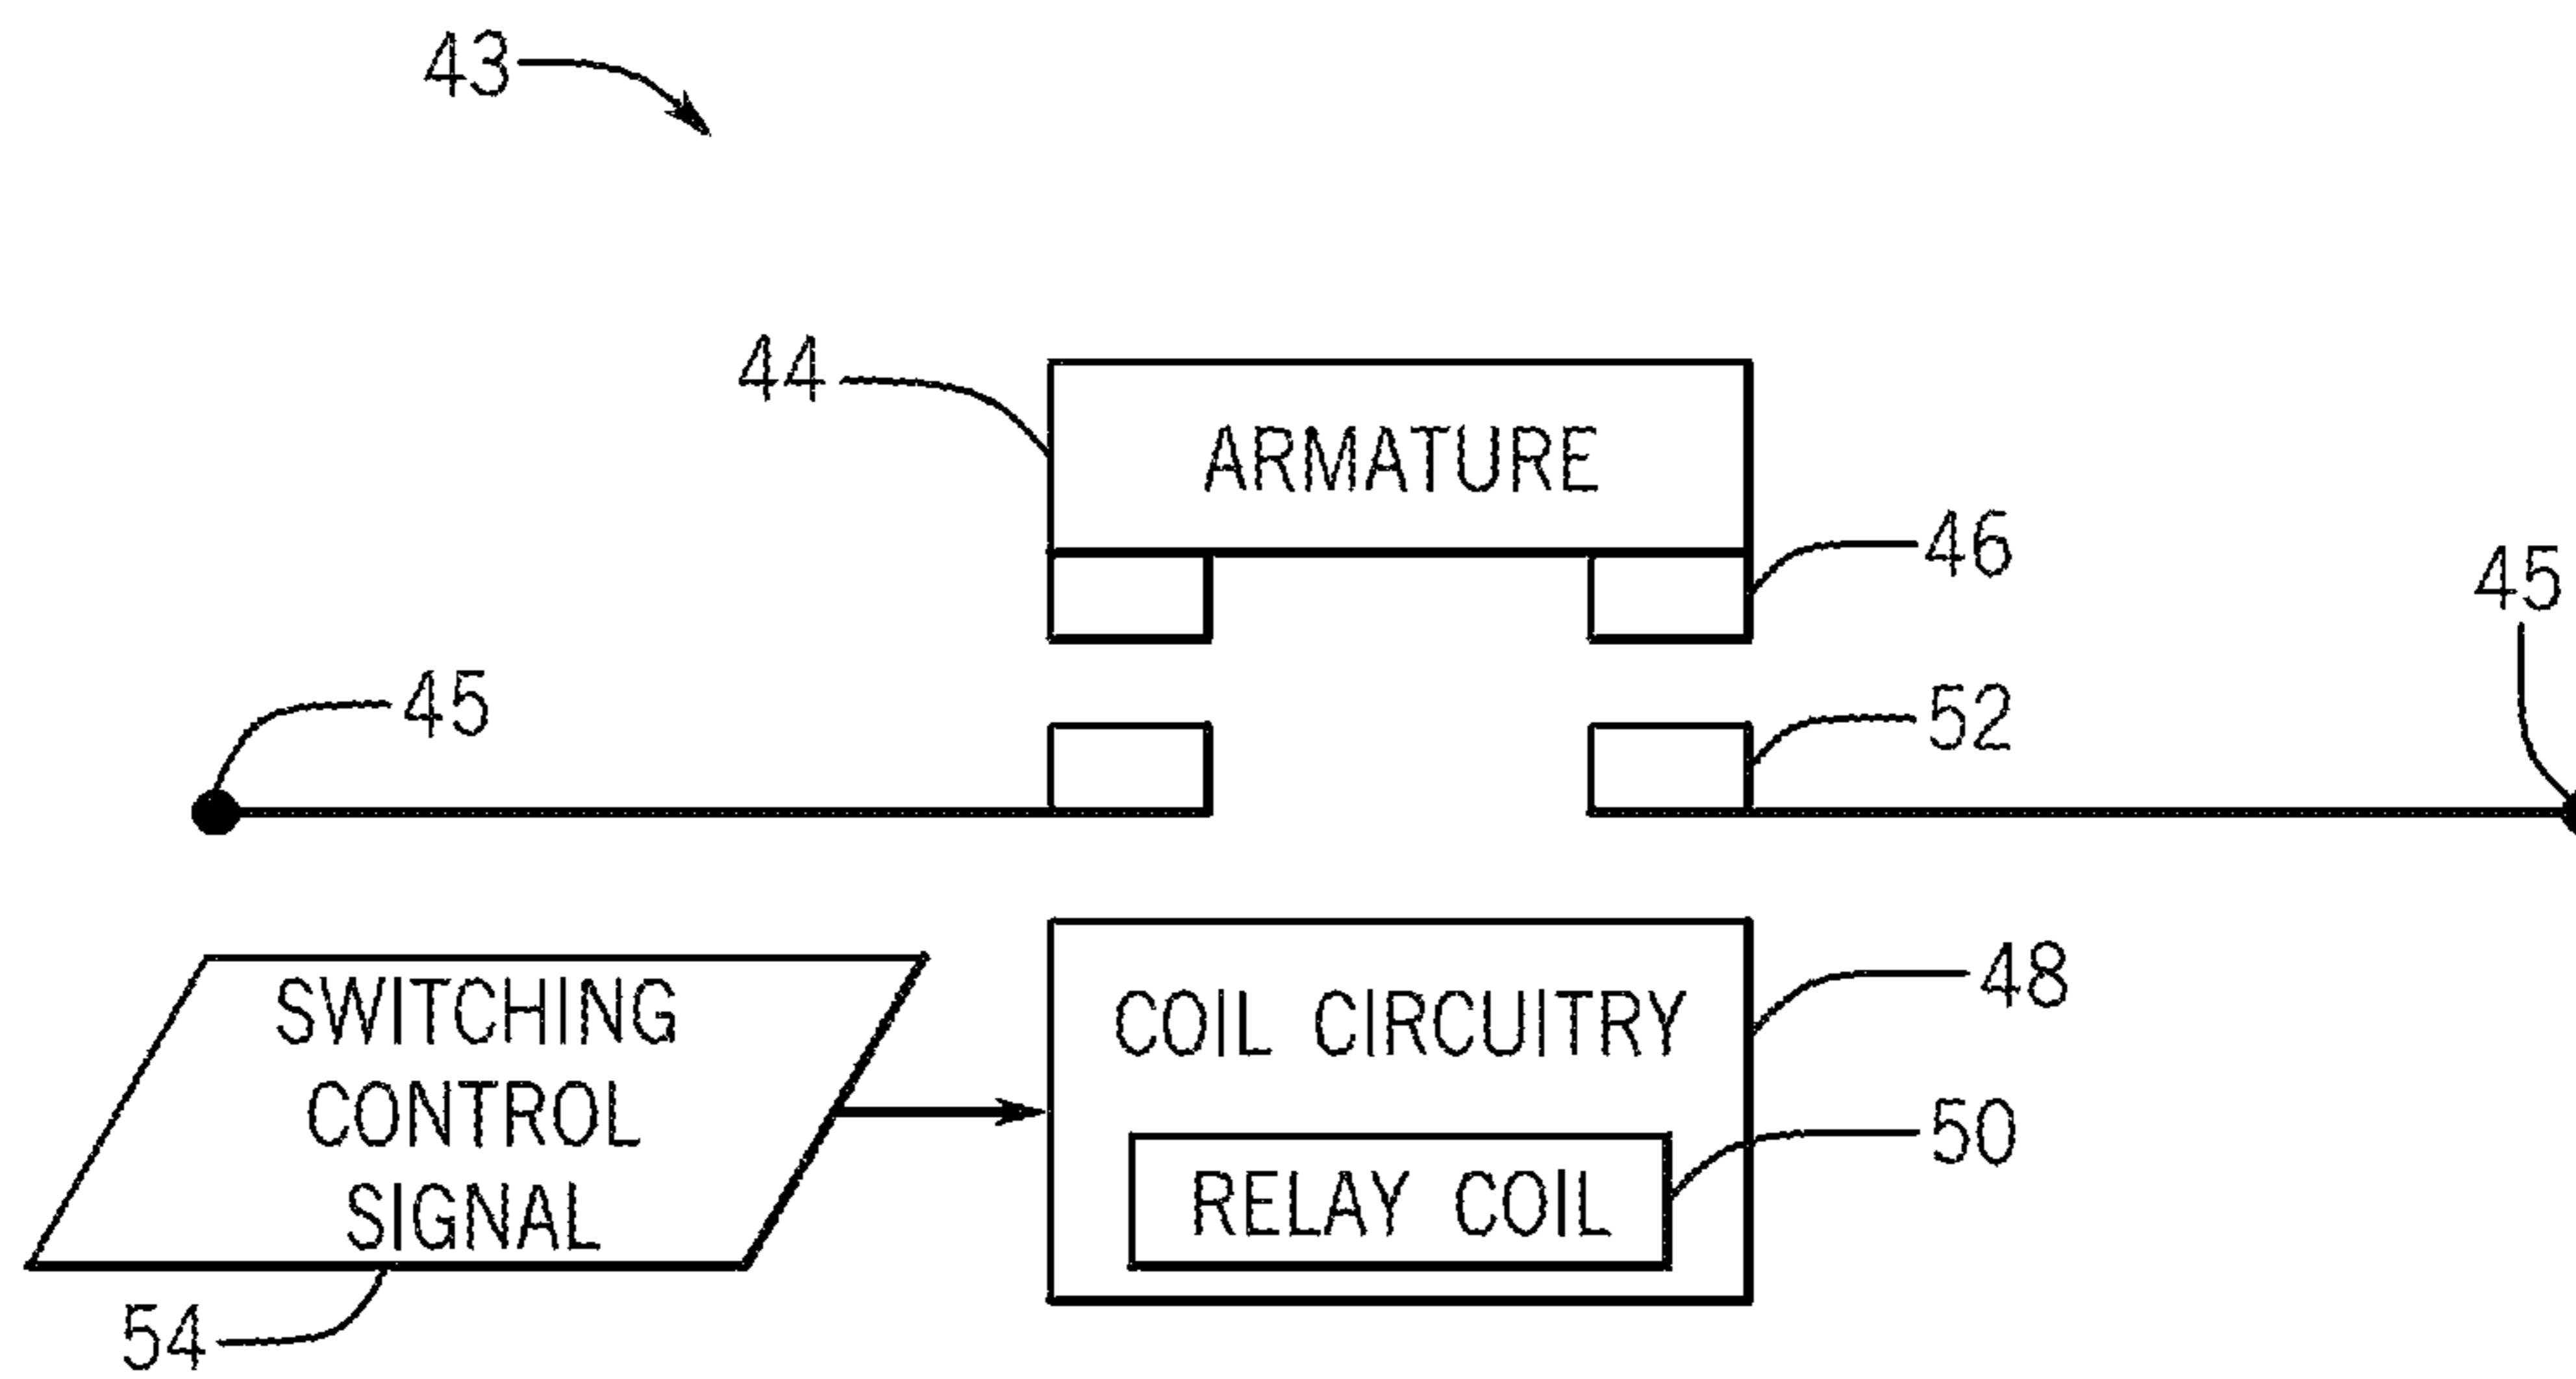 43
44
ARMATURE
46
45
45
52
SWITCHING
CONTROL
SIGNAL
COIL CIRCUITRY
48
RELAY COIL
50
54